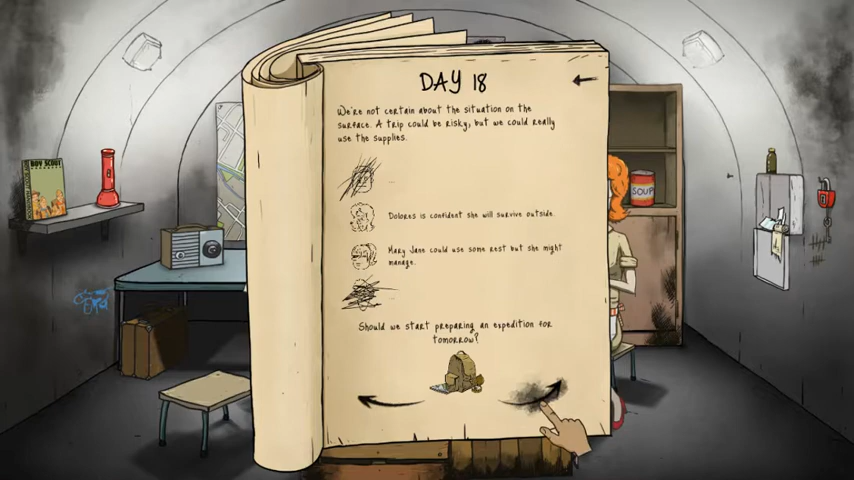 DAY 18
We're not certain about the situation on the
surface. A trip could be risky, but we could really
use the supplies.
Dolores is confident she will survive outside.
Mary Jane could use some rest but she might
manage.
Should we start preparing an expedition for
tomorrow?
BOY SCOUT
SOUP